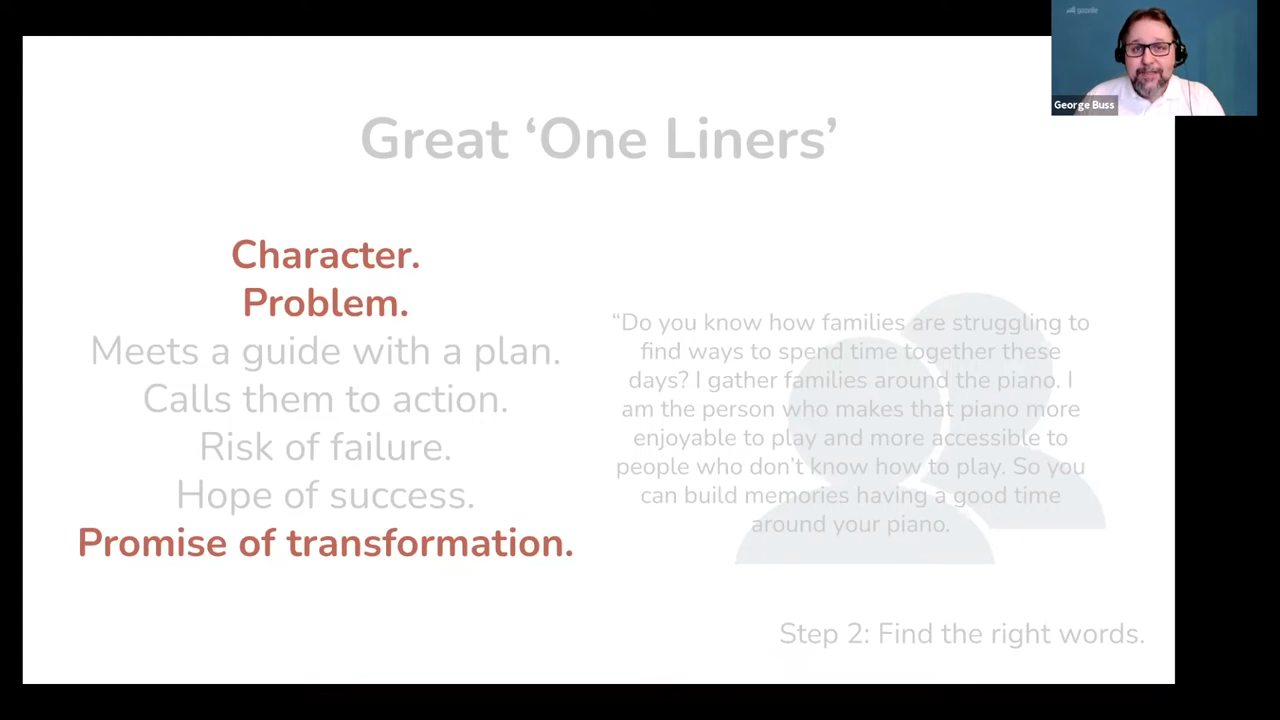 gazelle
George Buss
Great ‘One Liners’
Character.
Problem.
Meets a guide with a plan.
Calls them to action.
Risk of failure.
Hope of success.
Promise of transformation.
“Do you know how families are struggling to
find ways to spend time together these
days? I gather families around the piano. I
am the person who makes that piano more
enjoyable to play and more accessible to
people who don’t know how to play. So you
can build memories having a good time
around your piano.
Step 2: Find the right words.